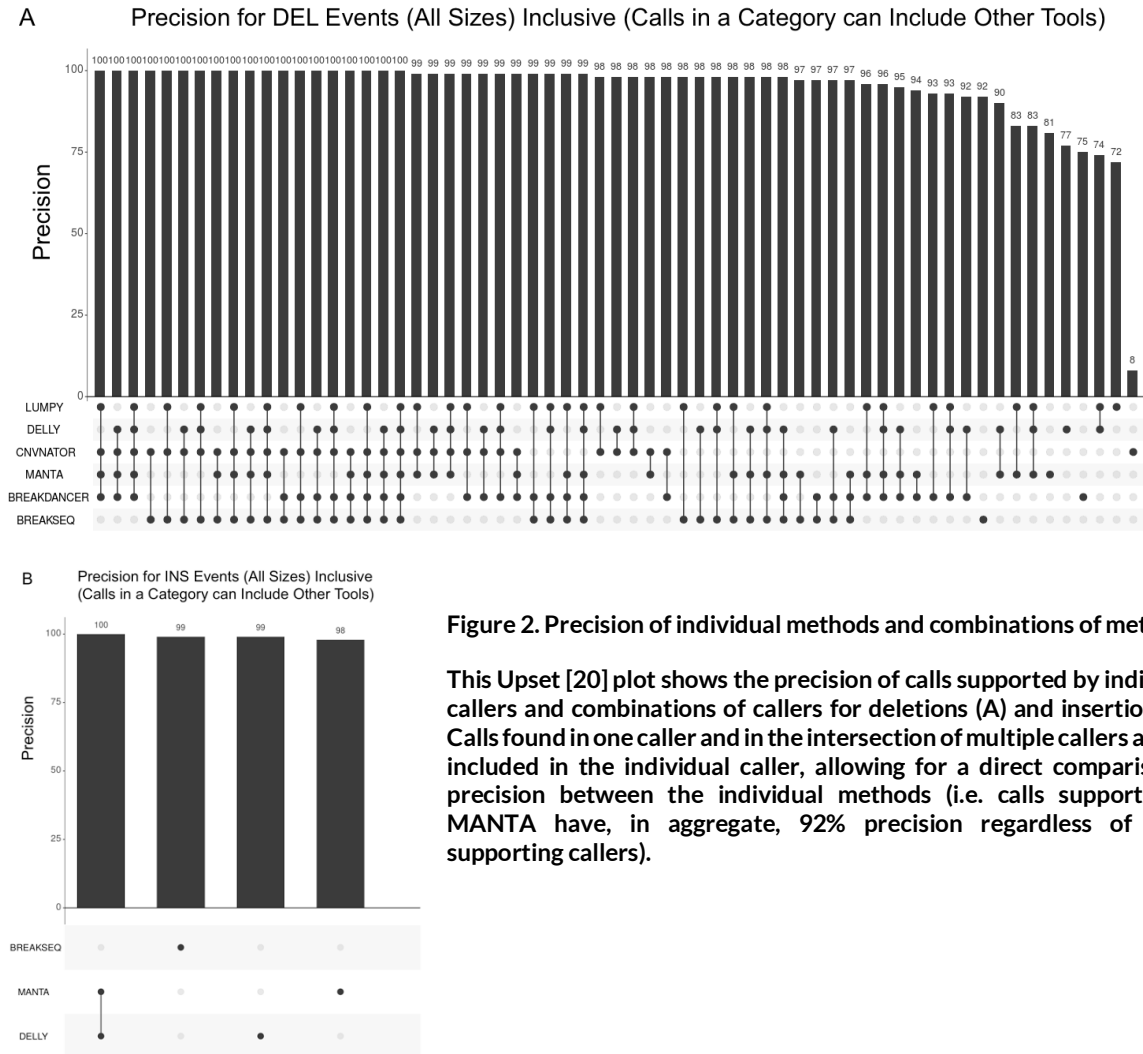 A
Precision for DEL Events (All Sizes) Inclusive (Calls in a Category can Include Other Tools)
100 100 100 100 100 100 100 100 100 100 100 100 100 100 100 100 100 100 100 99 99 99 99 99 99 99 99 99 99 99 98 98 98 98 98 98 98 98 98 98 98 98 97 97 97 97 96 96 95 94 93 93 92 92 90 83 83 81 77 75 74 72 8
Precision
100
75
50
25
0
LUMPY
DELLY
CNVNATOR
MANTA
BREAKDANCER
BREAKSEQ
B
Precision for INS Events (All Sizes) Inclusive
(Calls in a Category can Include Other Tools)
100 99 99 98
Precision
100
75
50
25
0
BREAKSEQ
MANTA
DELLY
Figure 2. Precision of individual methods and combinations of met
This Upset [20] plot shows the precision of calls supported by indi
callers and combinations of callers for deletions (A) and insertio
Calls found in one caller and in the intersection of multiple callers a
included in the individual caller, allowing for a direct comparis
precision between the individual methods (i.e. calls support
MANTA have, in aggregate, 92% precision regardless of
supporting callers).